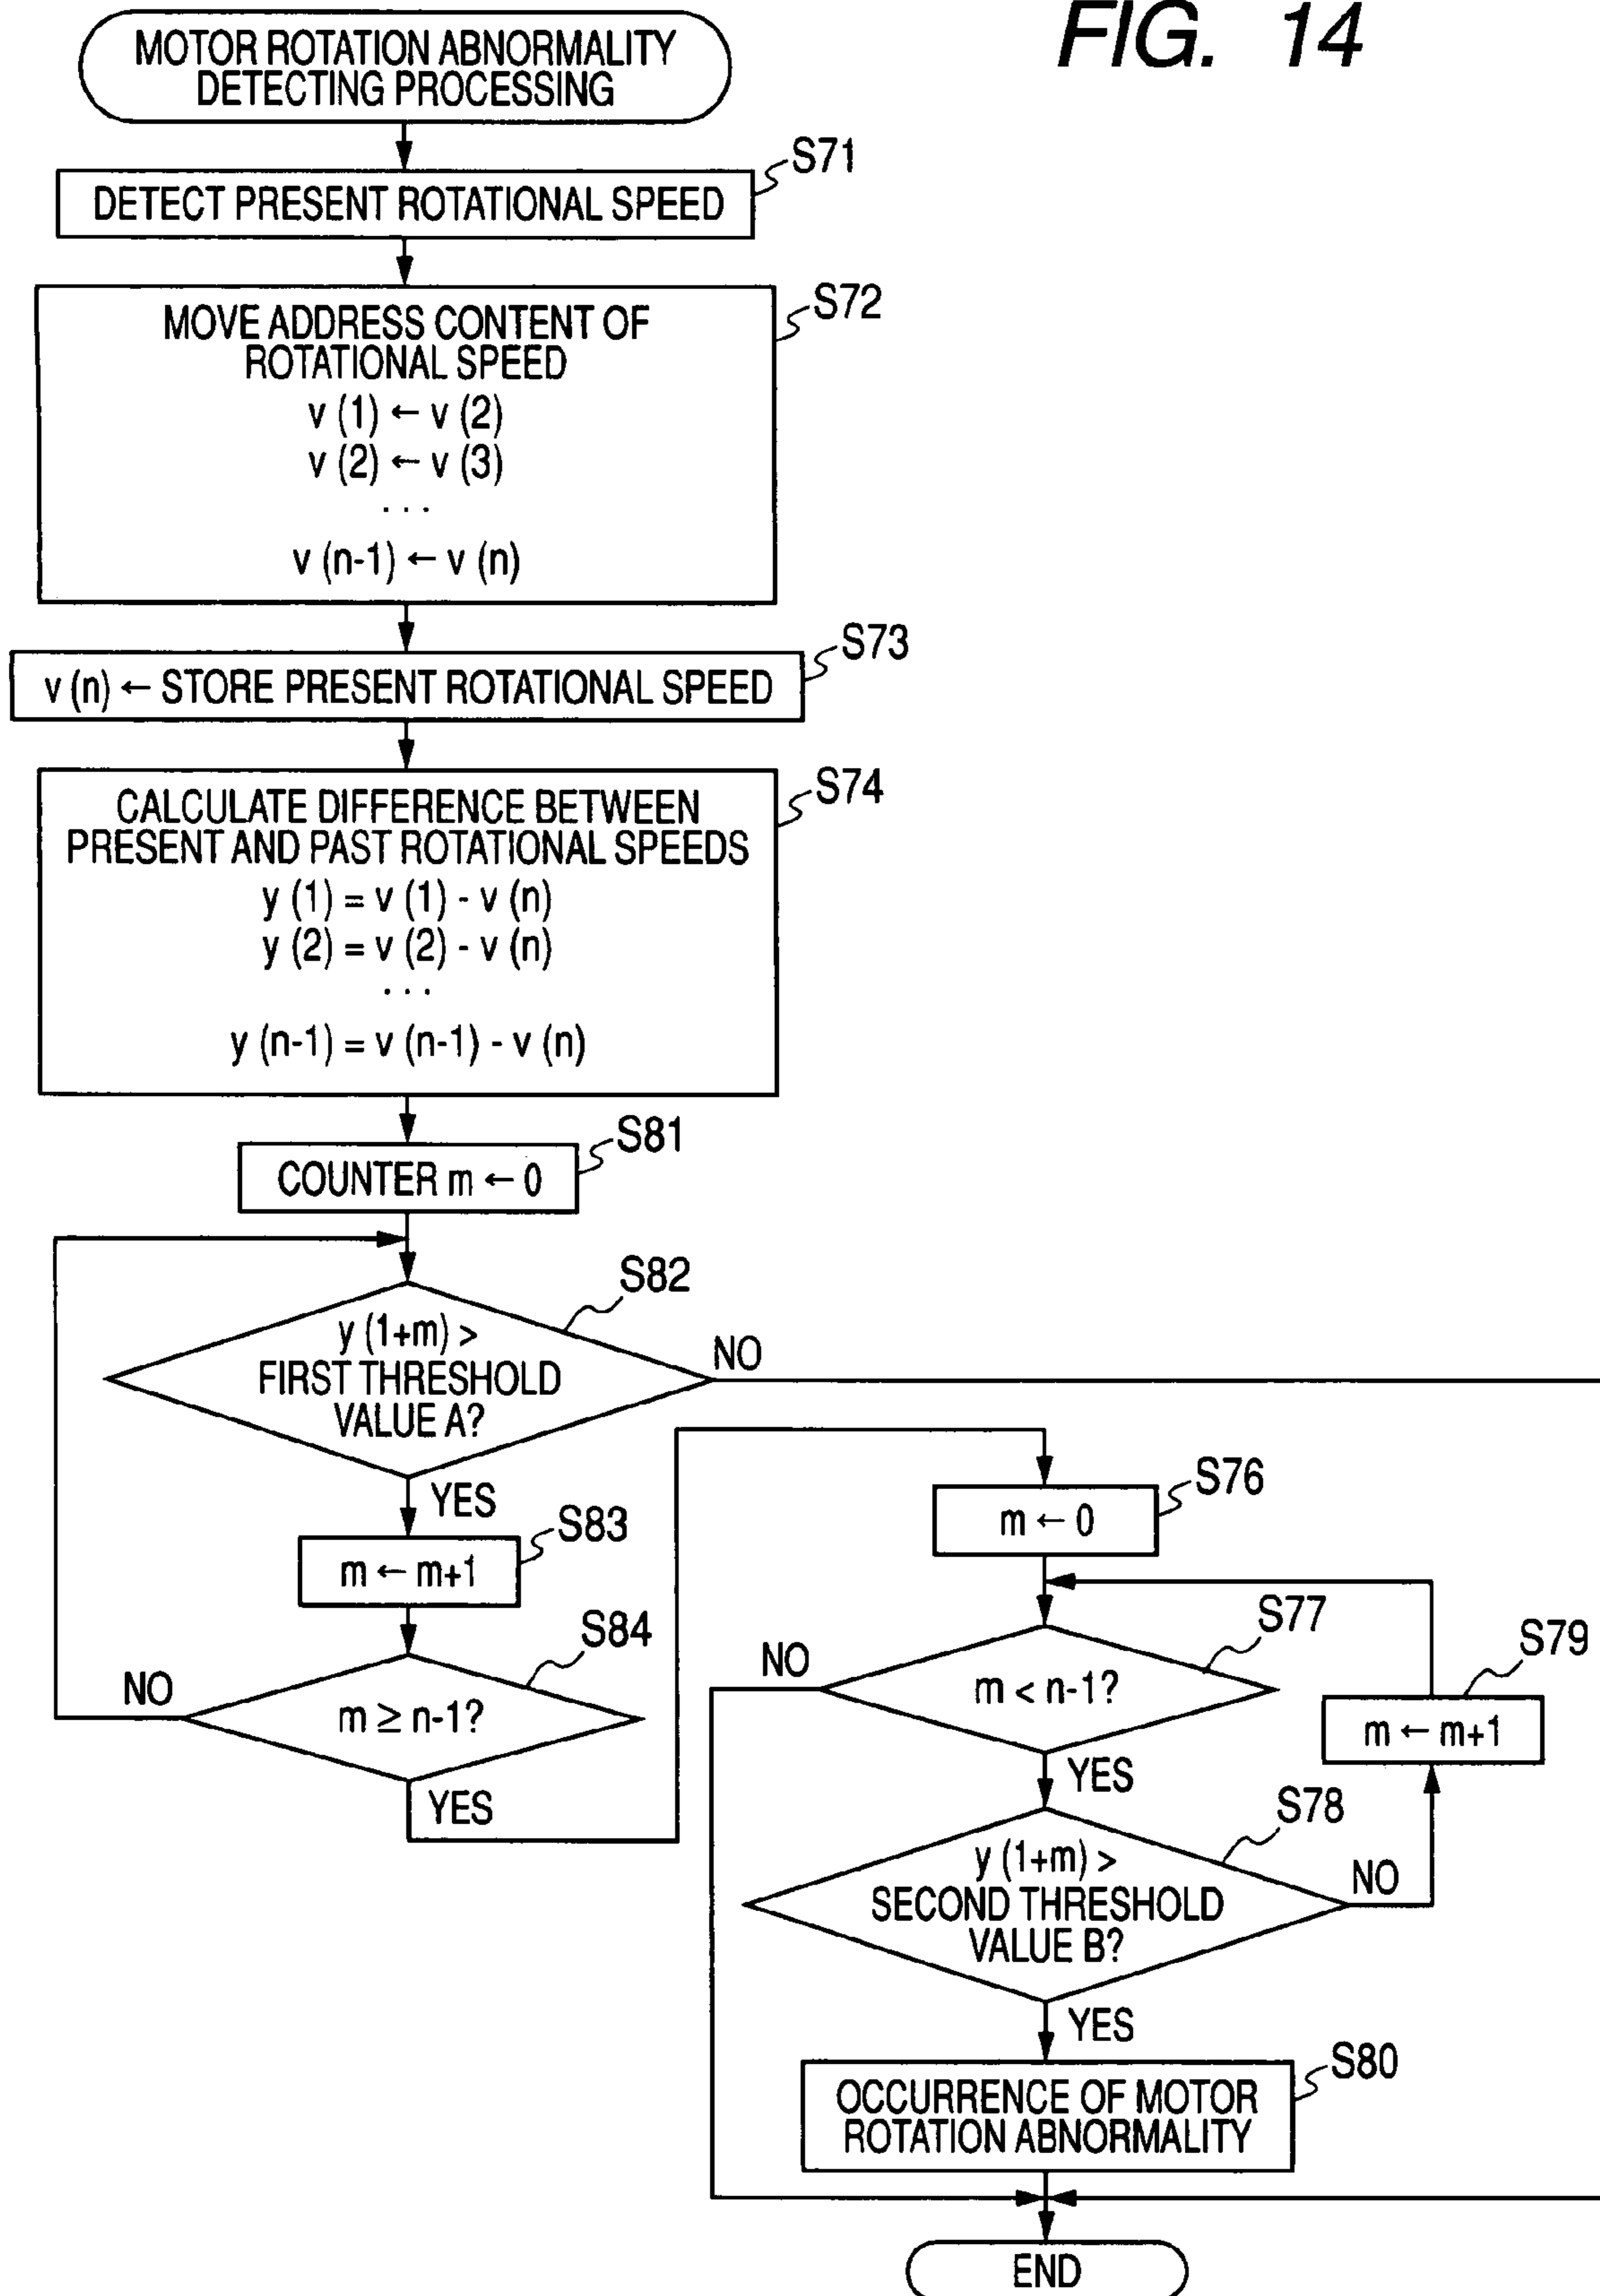 FIG. 14
MOTOR ROTATION ABNORMALITY
DETECTING PROCESSING
S71
DETECT PRESENT ROTATIONAL SPEED
S72
MOVE ADDRESS CONTENT OF
ROTATIONAL SPEED
v (1) ← v (2)
v (2) ← v (3)
. . .
v (n-1) ← v (n)
S73
v (n) ← STORE PRESENT ROTATIONAL SPEED
S74
CALCULATE DIFFERENCE BETWEEN
PRESENT AND PAST ROTATIONAL SPEEDS
y (1) = v (1) - v (n)
y (2) = v (2) - v (n)
. . .
y (n-1) = v (n-1) - v (n)
S81
COUNTER m ← 0
S82
y (1+m) >
FIRST THRESHOLD
VALUE A?
NO
YES
S83
m ← m+1
S84
m ≥ n-1?
NO
YES
S76
m ← 0
S77
m < n-1?
NO
YES
S79
m ← m+1
S78
y (1+m) >
SECOND THRESHOLD
VALUE B?
NO
YES
S80
OCCURRENCE OF MOTOR
ROTATION ABNORMALITY
END